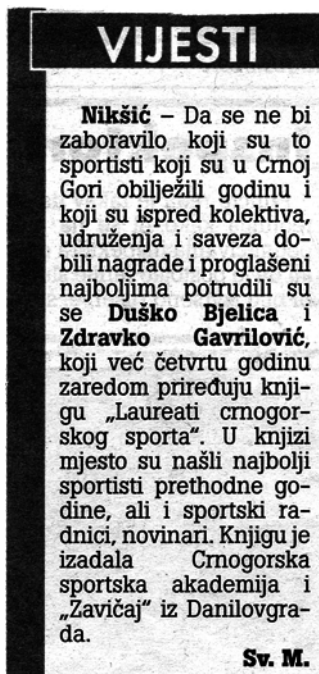 VIJESTI
Nikšić – Da se ne bi
zaboravilo koji su to
sportisti koji su u Crnoj
Gori obilježili godinu i
koji su ispred kolektiva,
udruženja i saveza do-
bili nagrade i proglašeni
najboljima potrudili su
se Duško Bjelica i
Zdravko Gavrilović,
koji već četvrtu godinu
zaredom priređuju knji-
gu „Laureati crnogor-
skog sporta“. U knjizi
mjesto su našli najbolji
sportisti prethodne go-
dine, ali i sportski ra-
dnici, novinari. Knjigu je
izadala Crnogorska
sportska akademija i
„Zavičaj“ iz Danilovgra-
da.
Sv. M.